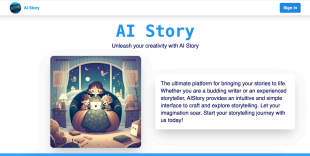 AI Story
Sign in
AI Story
Unleash your creativity with AI Story
The ultimate platform for bringing your stories to life.
Whether you are a budding writer or an experienced
storyteller, AIStory provides an intuitive and simple
interface to craft and explore storytelling. Let your
imagination soar. Start your storytelling journey with
us today!